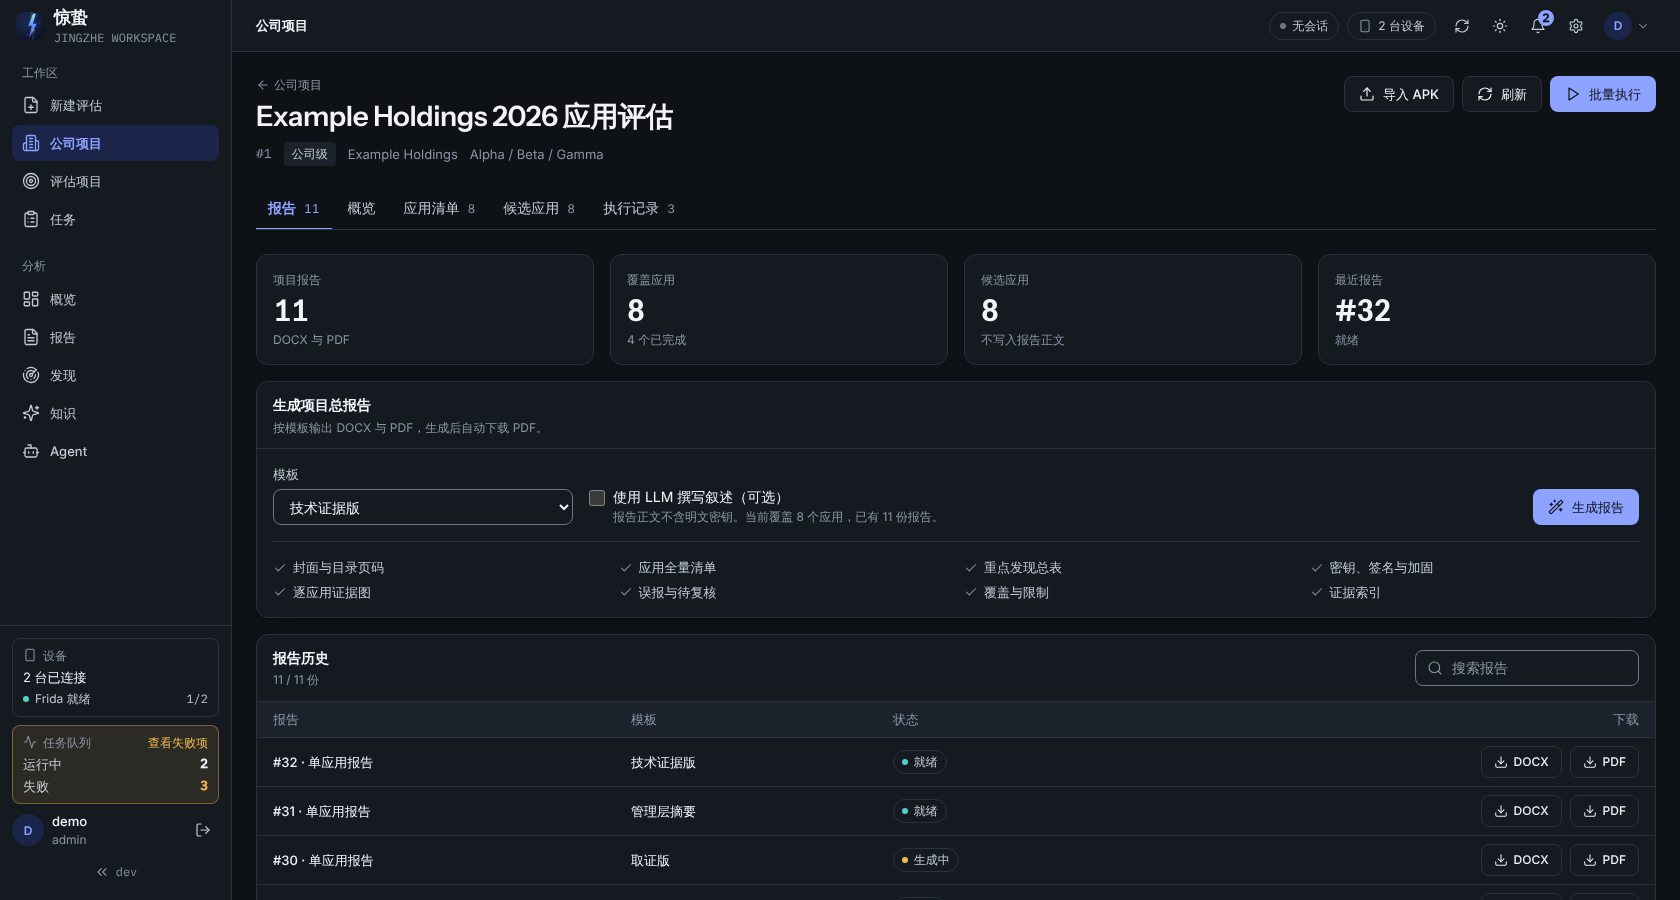 惊蛰
JINGZHE WORKSPACE
工作区
新建评估
公司项目
评估项目
任务
分析
概览
报告
发现
知识
Agent
设备
2 台已连接
Frida 就绪 1/2
任务队列 查看失败项
运行中 2
失败 3
D demo
admin
dev
公司项目
无会话
2 台设备
2
D
公司项目
Example Holdings 2026 应用评估
#1 公司级 Example Holdings Alpha / Beta / Gamma
导入 APK
刷新
批量执行
报告 11 概览 应用清单 8 候选应用 8 执行记录 3
项目报告
11
DOCX 与 PDF
覆盖应用
8
4 个已完成
候选应用
8
不写入报告正文
最近报告
#32
就绪
生成项目总报告
按模板输出 DOCX 与 PDF，生成后自动下载 PDF。
模板
技术证据版
使用 LLM 撰写叙述（可选）
报告正文不含明文密钥。当前覆盖 8 个应用，已有 11 份报告。
生成报告
封面与目录页码 应用全量清单 重点发现总表 密钥、签名与加固
逐应用证据图 误报与待复核 覆盖与限制 证据索引
报告历史
11 / 11 份
搜索报告
报告 模板 状态 下载
#32 · 单应用报告 技术证据版 就绪 DOCX PDF
#31 · 单应用报告 管理层摘要 就绪 DOCX PDF
#30 · 单应用报告 取证版 生成中 DOCX PDF